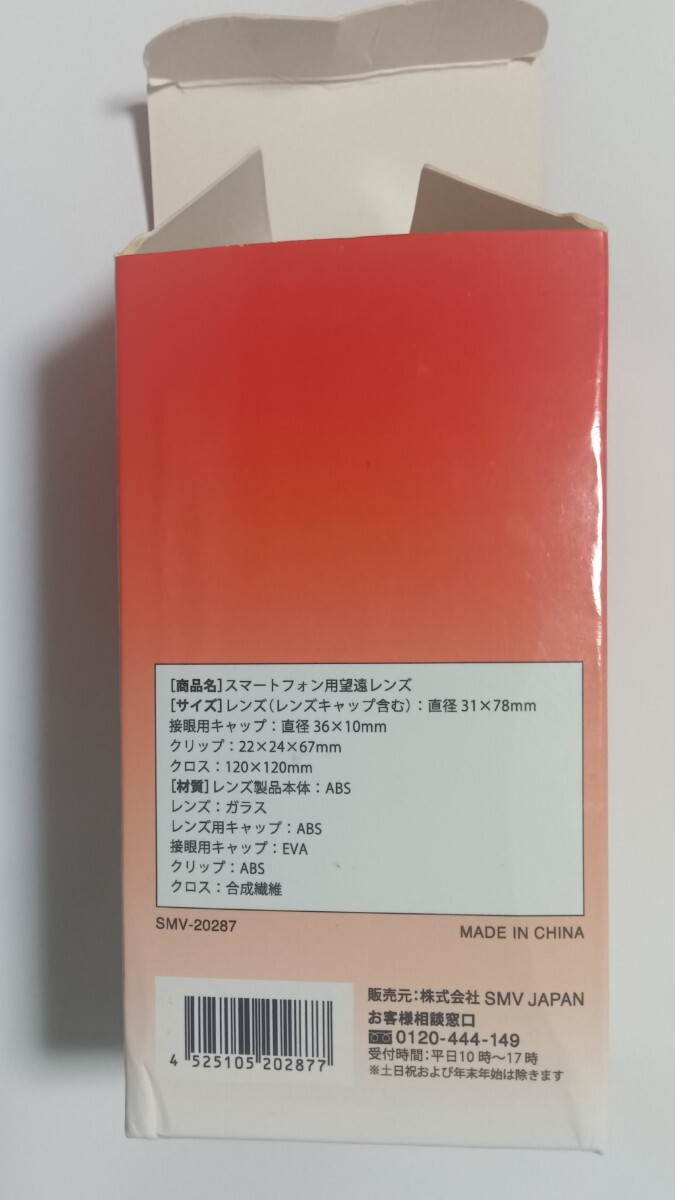 [商品名]スマートフォン用望遠レンズ
[サイズ]レンズ(レンズキャップ含む)：直径31×78mm
接眼用キャップ：直径36×10mm
クリップ：22×24×67mm
クロス：120×120mm
[材質]レンズ製品本体：ABS
レンズ：ガラス
レンズ用キャップ：ABS
接眼用キャップ：EVA
クリップ：ABS
クロス：合成繊維
SMV-20287
MADE IN CHINA
4 525105 202877
販売元：株式会社 SMV JAPAN
お客様相談窓口
0120-444-149
受付時間：平日10時〜17時
※土日祝および年末年始は除きます